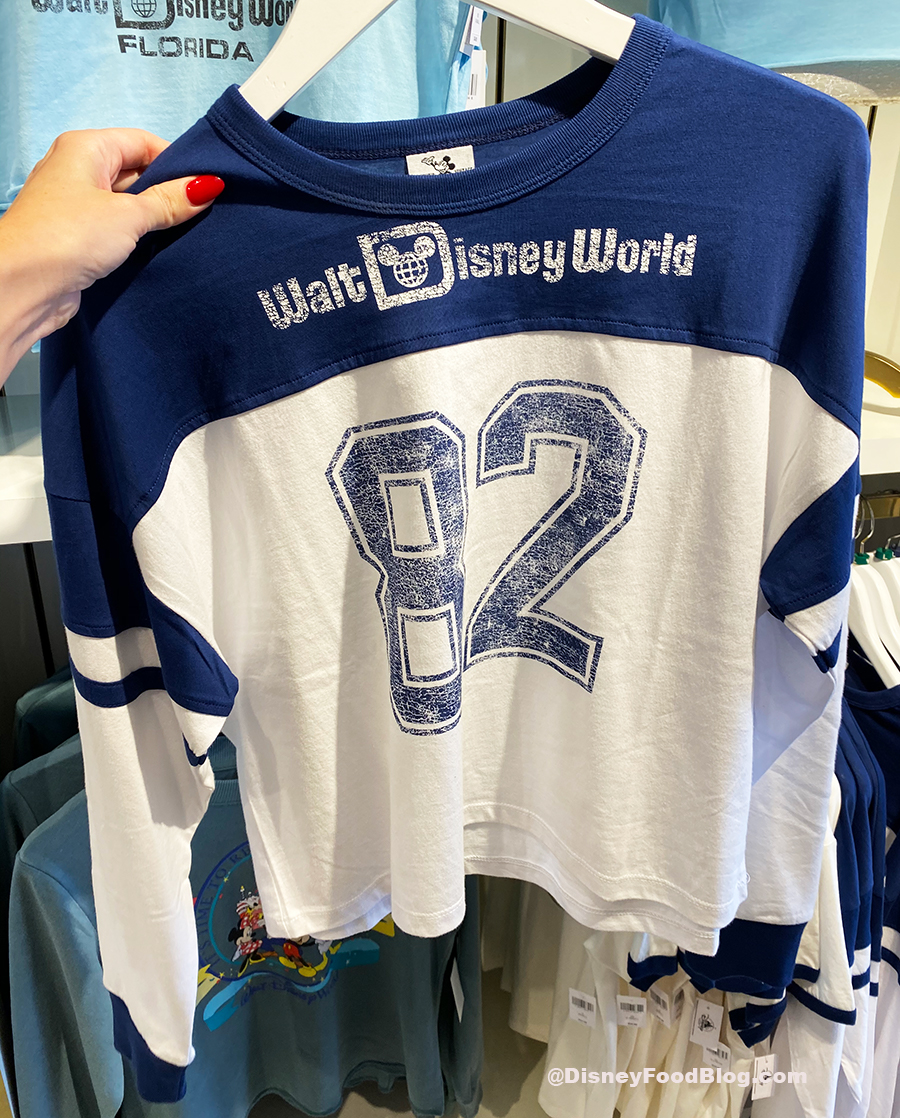 Walt Disney World
FLORIDA
Walt Disney World
82
@DisneyFoodBlog.com